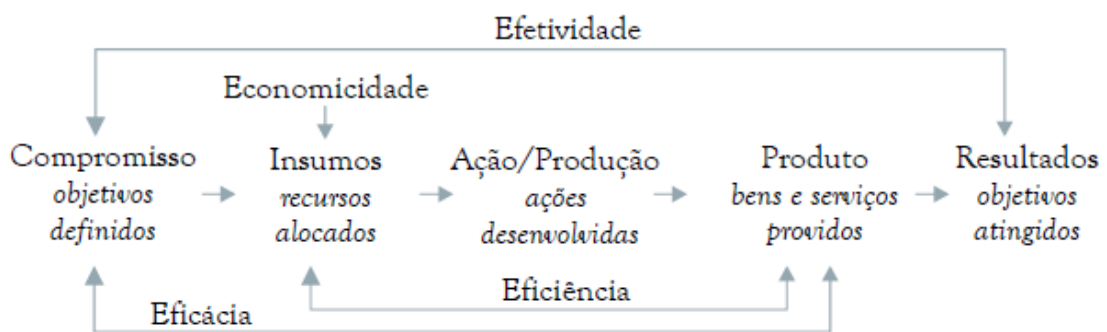 Efetividade
Economicidade
Compromisso
objetivos
definidos
Insumos
recursos
alocados
Ação/Produção
ações
desenvolvidas
Produto
bens e serviços
providos
Resultados
objetivos
atingidos
Eficiência
Eficácia